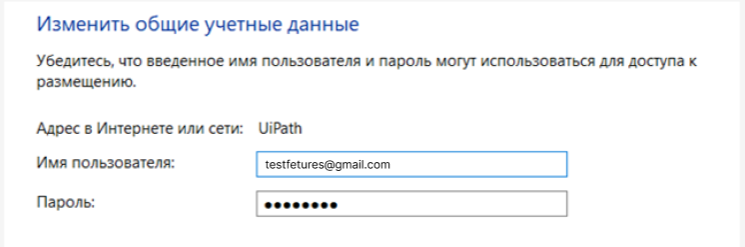 Изменить общие учетные данные
Убедитесь, что введенное имя пользователя и пароль могут использоваться для доступа к
размещению.
Адрес в Интернете или сети: UiPath
Имя пользователя: testfetures@gmail.com
Пароль: ●●●●●●●●